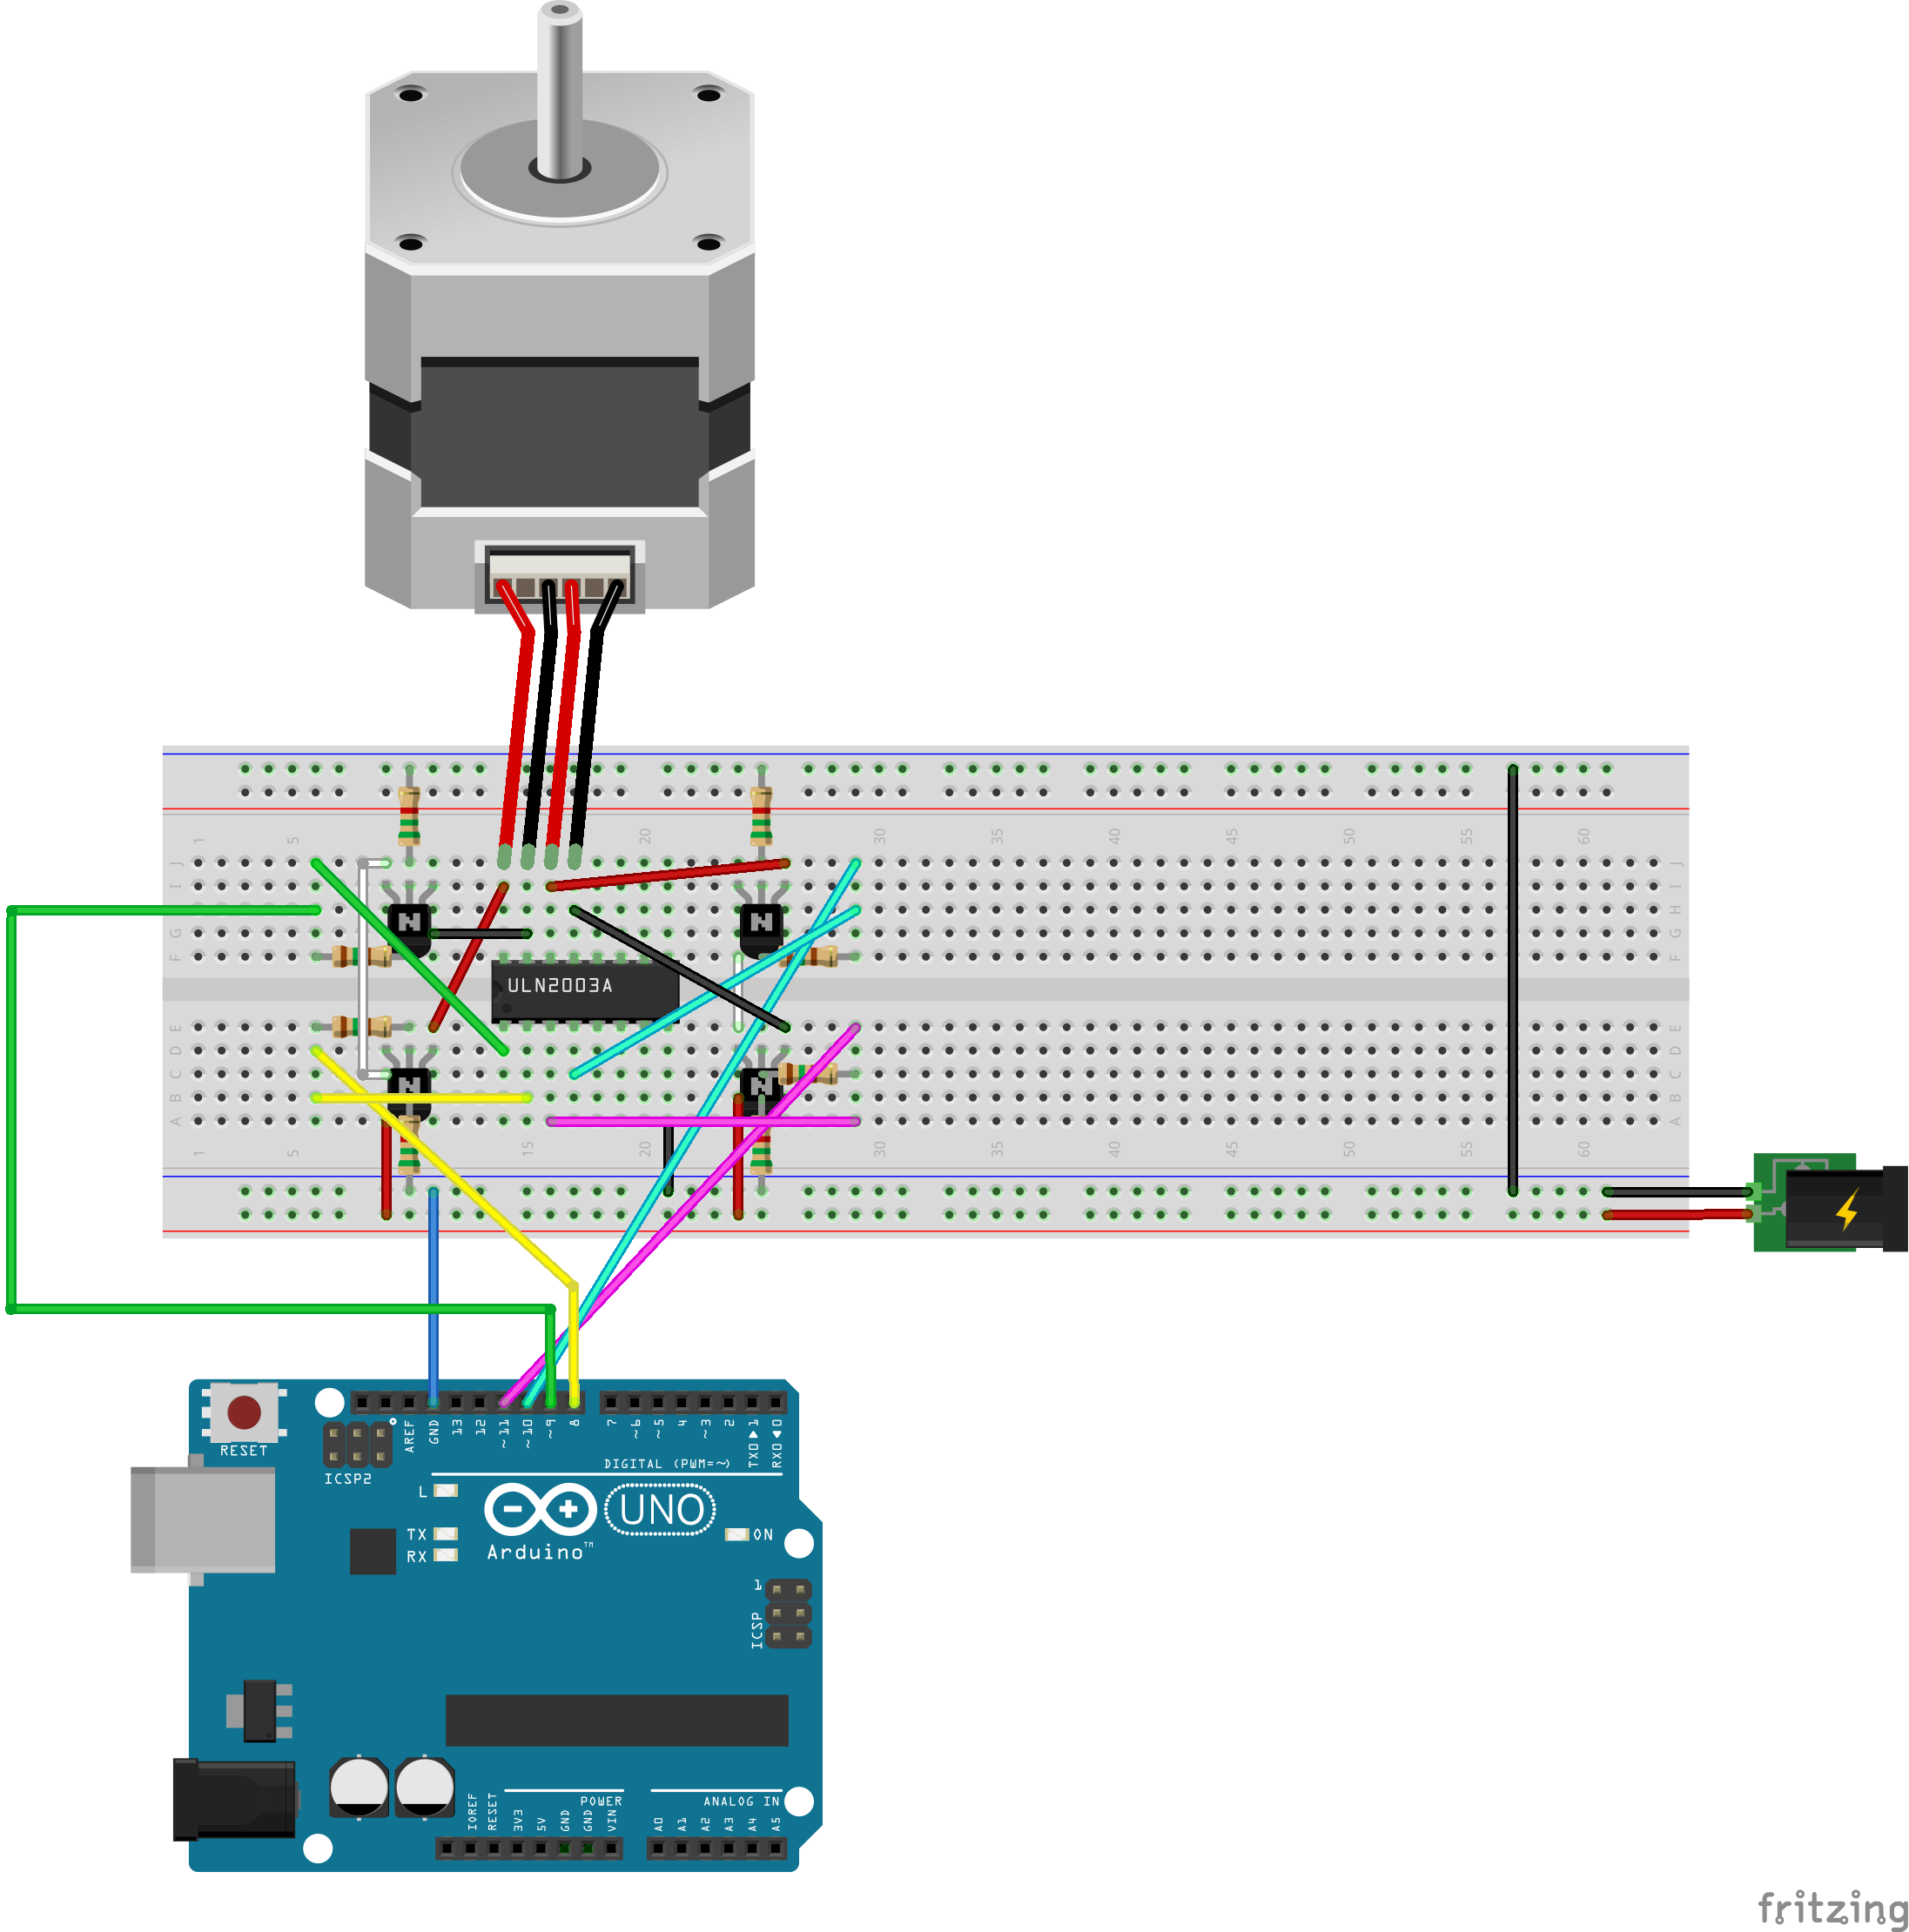 1 5 20 30 35 40 45 50 55 60
J J
I I
H
G G
F F
N N
ULN2003A
E E
D D
C C
B B
A A
N N
1 5 15 20 30 35 40 45 50 55 60
RESET
ICSP2
AREF GND 13 12 ~11 ~10 ~9 8 7 ~6 ~5 4 ~3 2 TX0▶1 RX0◀0
DIGITAL (PWM=~)
L
TX
RX
UNO
Arduino™
ON
1
ICSP
POWER
ANALOG IN
IOREF RESET 3V3 5V GND GND VIN A0 A1 A2 A3 A4 A5
fritzing